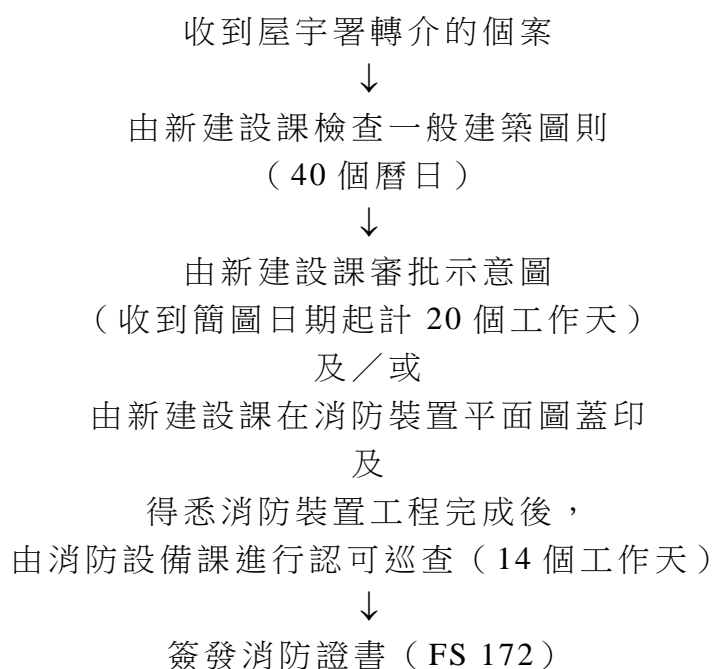 收到屋宇署轉介的個案
↓
由新建設課檢查一般建築圖則
（40 個曆日）
↓
由新建設課審批示意圖
（收到簡圖日期起計 20 個工作天）
及／或
由新建設課在消防裝置平面圖蓋印
及
得悉消防裝置工程完成後，
由消防設備課進行認可巡查（14 個工作天）
↓
簽發消防證書（FS 172）